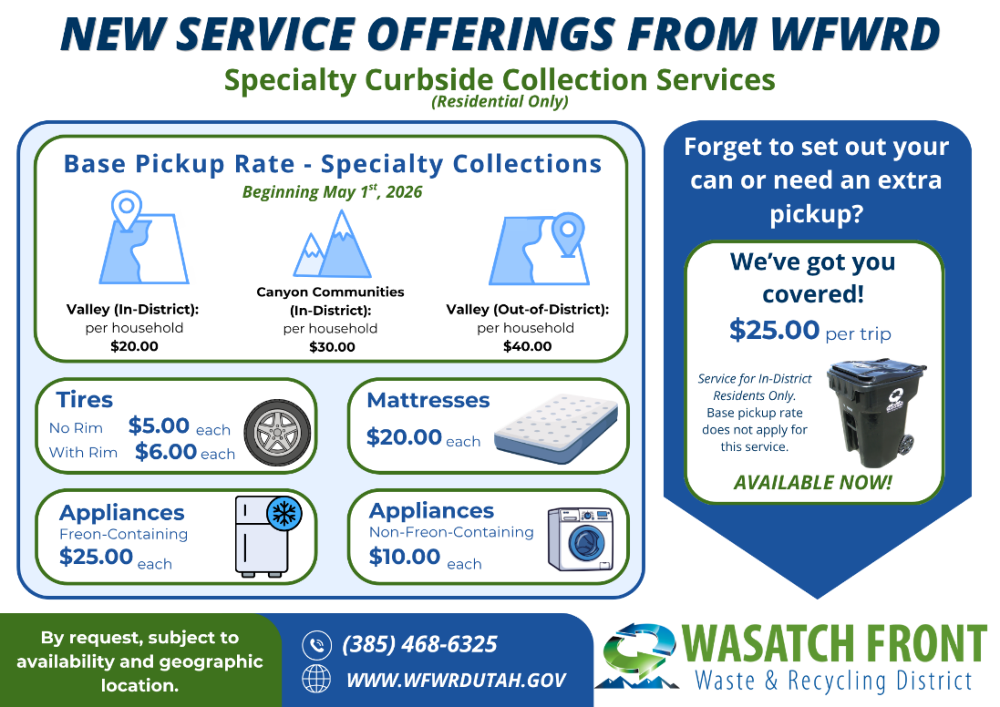 NEW SERVICE OFFERINGS FROM WFWRD
Specialty Curbside Collection Services
(Residential Only)
Base Pickup Rate - Specialty Collections
Beginning May 1st, 2026
Valley (In-District):
per household
$20.00
Canyon Communities
(In-District):
per household
$30.00
Valley (Out-of-District):
per household
$40.00
Tires
No Rim $5.00 each
With Rim $6.00 each
Mattresses
$20.00 each
Appliances
Freon-Containing
$25.00 each
Appliances
Non-Freon-Containing
$10.00 each
Forget to set out your
can or need an extra
pickup?
We’ve got you
covered!
$25.00 per trip
Service for In-District
Residents Only.
Base pickup rate
does not apply for
this service.
AVAILABLE NOW!
By request, subject to
availability and geographic
location.
(385) 468-6325
WWW.WFWRDUTAH.GOV
WASATCH FRONT
Waste & Recycling District